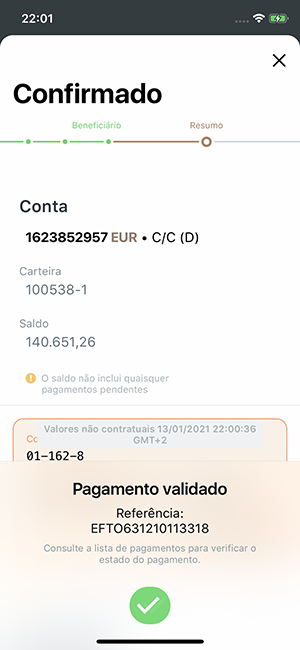 22:01
Confirmado
Beneficiário Resumo
Conta
1623852957 EUR • C/C (D)
Carteira
100538-1
Saldo
140.651,26
O saldo não inclui quaisquer
pagamentos pendentes
Valores não contratuais 13/01/2021 22:00:36
GMT+2
01-162-8
Pagamento validado
Referência:
EFTO631210113318
Consulte a lista de pagamentos para verificar o
estado do pagamento.